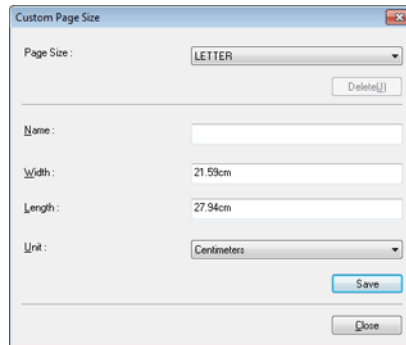 Custom Page Size
Page Size : LETTER
Delete(J)
Name :
Width : 21.59cm
Length : 27.94cm
Unit : Centimeters
Save
Close